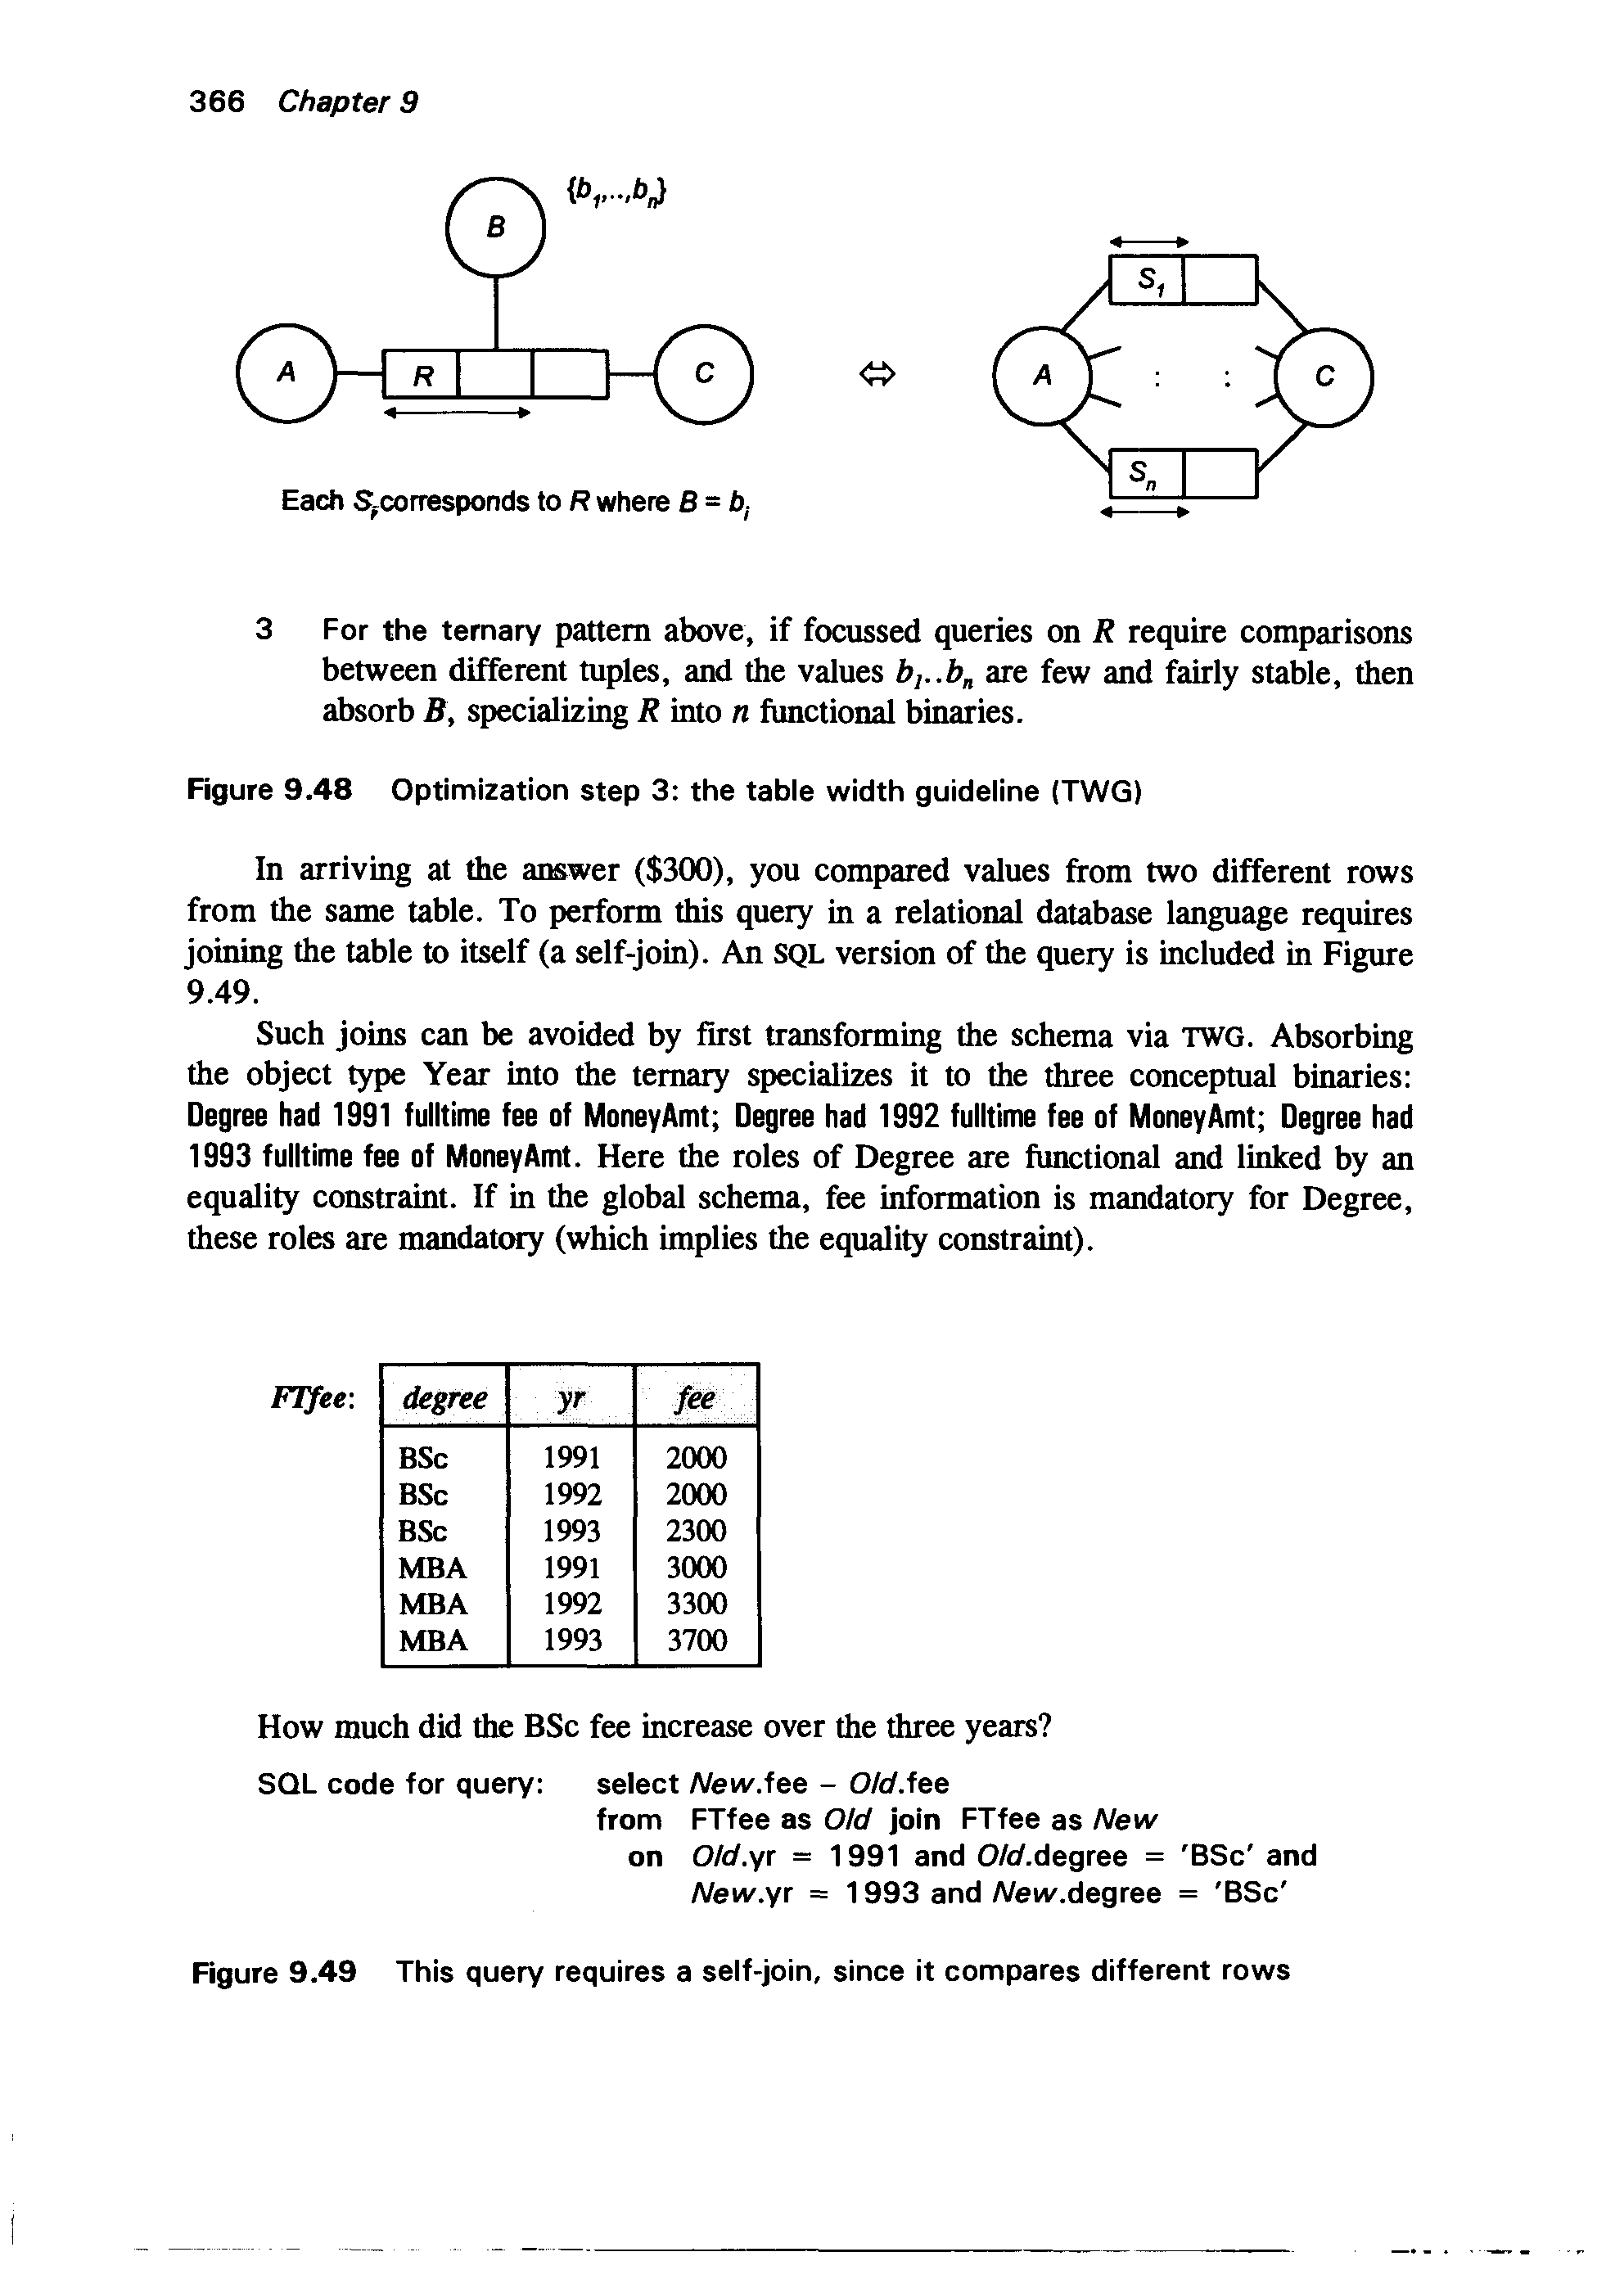 366 Chapter 9
{b1,..,bn}
B
A
R
C
⇔
S1
A
:
:
C
Sn
Each Si corresponds to R where B = bi
3 For the ternary pattern above, if focussed queries on R require comparisons
between different tuples, and the values b1..bn are few and fairly stable, then
absorb B, specializing R into n functional binaries.
Figure 9.48 Optimization step 3: the table width guideline (TWG)
In arriving at the answer ($300), you compared values from two different rows
from the same table. To perform this query in a relational database language requires
joining the table to itself (a self-join). An SQL version of the query is included in Figure
9.49.
Such joins can be avoided by first transforming the schema via TWG. Absorbing
the object type Year into the ternary specializes it to the three conceptual binaries:
Degree had 1991 fulltime fee of MoneyAmt; Degree had 1992 fulltime fee of MoneyAmt; Degree had
1993 fulltime fee of MoneyAmt. Here the roles of Degree are functional and linked by an
equality constraint. If in the global schema, fee information is mandatory for Degree,
these roles are mandatory (which implies the equality constraint).
FTfee: degree yr fee
BSc 1991 2000
BSc 1992 2000
BSc 1993 2300
MBA 1991 3000
MBA 1992 3300
MBA 1993 3700
How much did the BSc fee increase over the three years?
SQL code for query: select New.fee – Old.fee
from FTfee as Old join FTfee as New
on Old.yr = 1991 and Old.degree = 'BSc' and
New.yr = 1993 and New.degree = 'BSc'
Figure 9.49 This query requires a self-join, since it compares different rows